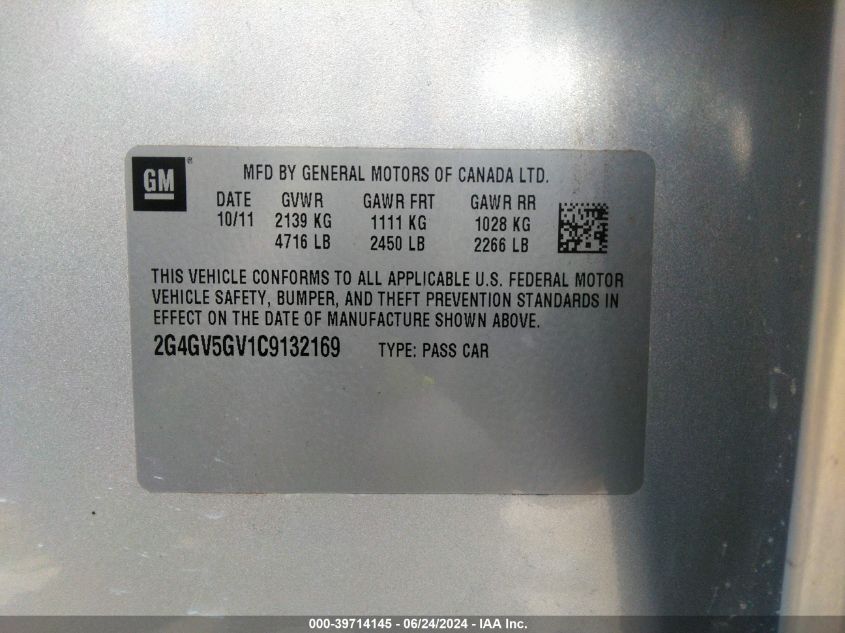 GM ®
MFD BY GENERAL MOTORS OF CANADA LTD.
DATE GVWR GAWR FRT GAWR RR
10/11 2139 KG 1111 KG 1028 KG
4716 LB 2450 LB 2266 LB
THIS VEHICLE CONFORMS TO ALL APPLICABLE U.S. FEDERAL MOTOR
VEHICLE SAFETY, BUMPER, AND THEFT PREVENTION STANDARDS IN
EFFECT ON THE DATE OF MANUFACTURE SHOWN ABOVE.
2G4GV5GV1C9132169 TYPE: PASS CAR
000-39714145 - 06/24/2024 - IAA Inc.